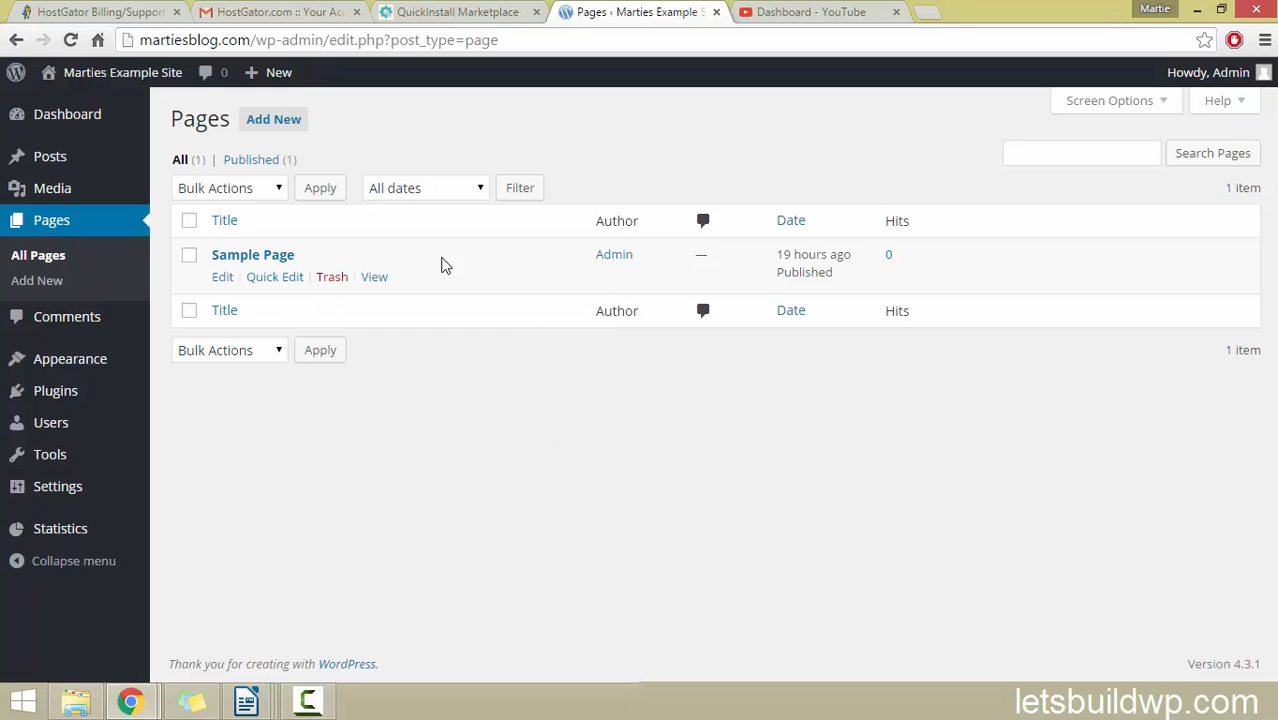 HostGator Billing/Support
HostGator.com :: Your Acc
QuickInstall Marketplace
Pages ‹ Marties Example S
Dashboard - YouTube
Martie
martiesblog.com/wp-admin/edit.php?post_type=page
Marties Example Site
0
New
Howdy, Admin
Dashboard
Posts
Media
Pages
All Pages
Add New
Comments
Appearance
Plugins
Users
Tools
Settings
Statistics
Collapse menu
Pages Add New
Screen Options
Help
All (1) | Published (1)
Search Pages
Bulk Actions
Apply
All dates
Filter
1 item
Title Author Date Hits
Sample Page Admin — 19 hours ago 0
Published
Edit | Quick Edit | Trash | View
Title Author Date Hits
Bulk Actions
Apply
1 item
Thank you for creating with WordPress.
Version 4.3.1
letsbuildwp.com